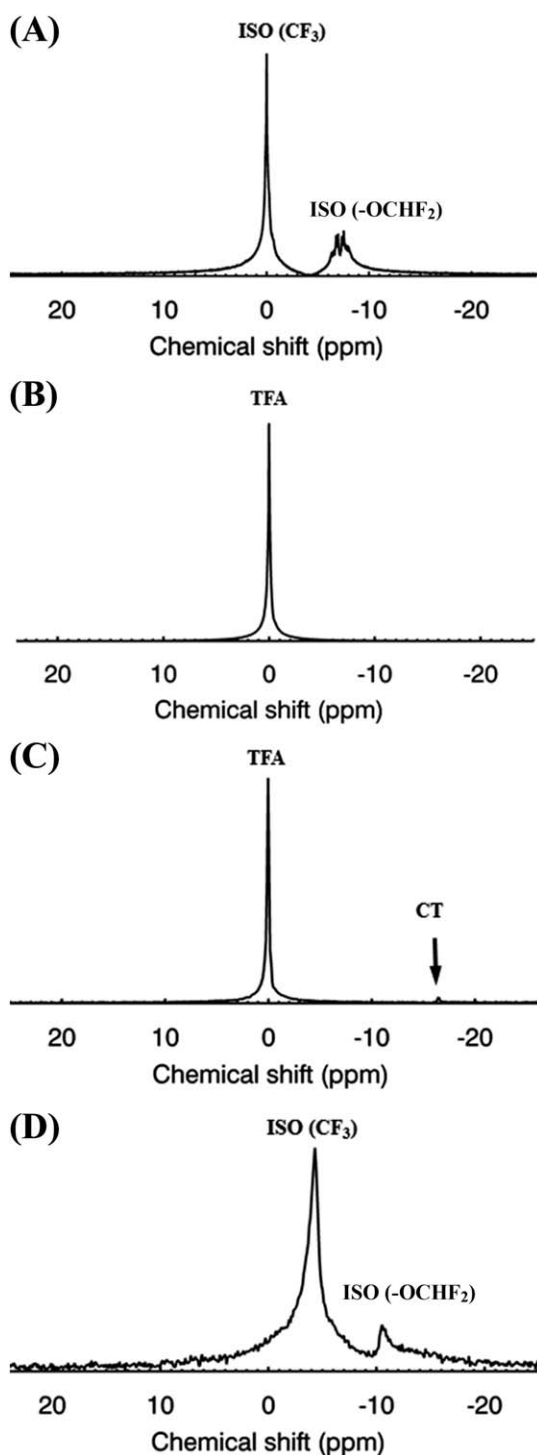 (A)
ISO (CF₃)
ISO (-OCHF₂)
20 10 0 -10 -20
Chemical shift (ppm)
(B)
TFA
20 10 0 -10 -20
Chemical shift (ppm)
(C)
TFA
CT
20 10 0 -10 -20
Chemical shift (ppm)
(D)
ISO (CF₃)
ISO (-OCHF₂)
20 10 0 -10 -20
Chemical shift (ppm)